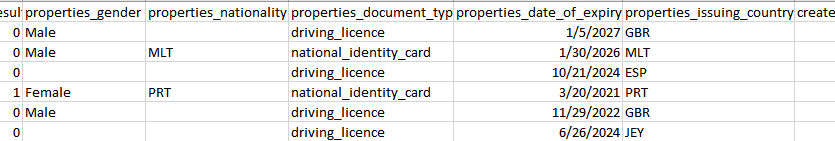 esul properties_gender properties_nationality properties_document_typ properties_date_of_expiry properties_issuing_country create
0 Male driving_licence 1/5/2027 GBR
0 Male MLT national_identity_card 1/30/2026 MLT
0 driving_licence 10/21/2024 ESP
1 Female PRT national_identity_card 3/20/2021 PRT
0 Male driving_licence 11/29/2022 GBR
0 driving_licence 6/26/2024 JEY